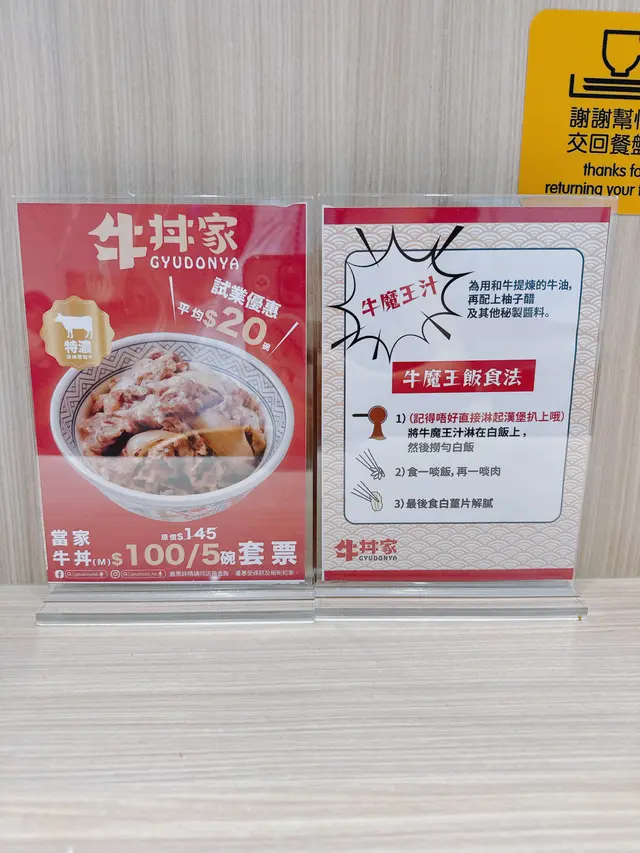 牛丼家
GYUDONYA
試業優惠
平均$20碗
特濃
當家
牛丼(M)
原價$145
$100/5碗套票
牛魔王汁
為用和牛提煉的牛油,
再配上柚子醋
及其他秘製醬料。
牛魔王飯食法
1)(記得唔好直接淋起漢堡扒上哦)
將牛魔王汁淋在白飯上,
然後撈勻白飯
2)食一啖飯,再一啖肉
3)最後食白薑片解膩
牛丼家
GYUDONYA
謝謝幫
交回餐盤
thanks fo
returning your